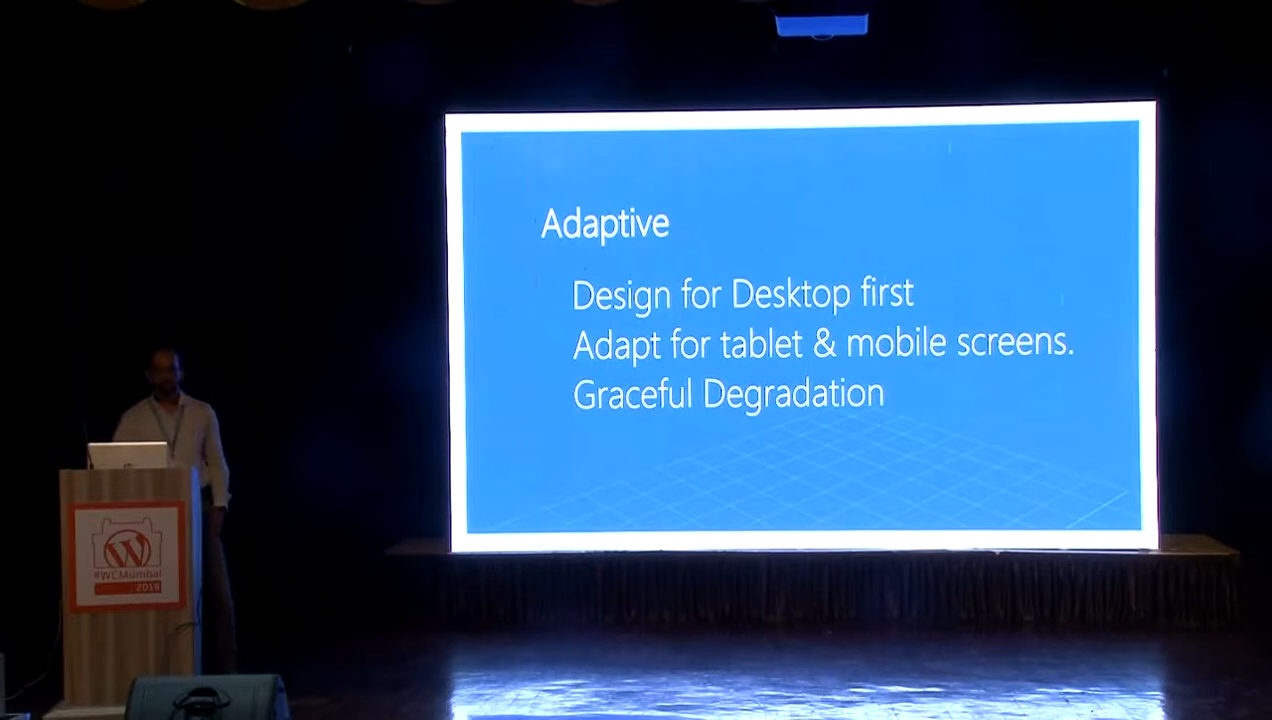 Adaptive
Design for Desktop first
Adapt for tablet & mobile screens.
Graceful Degradation
W
#WCMumbai
2019